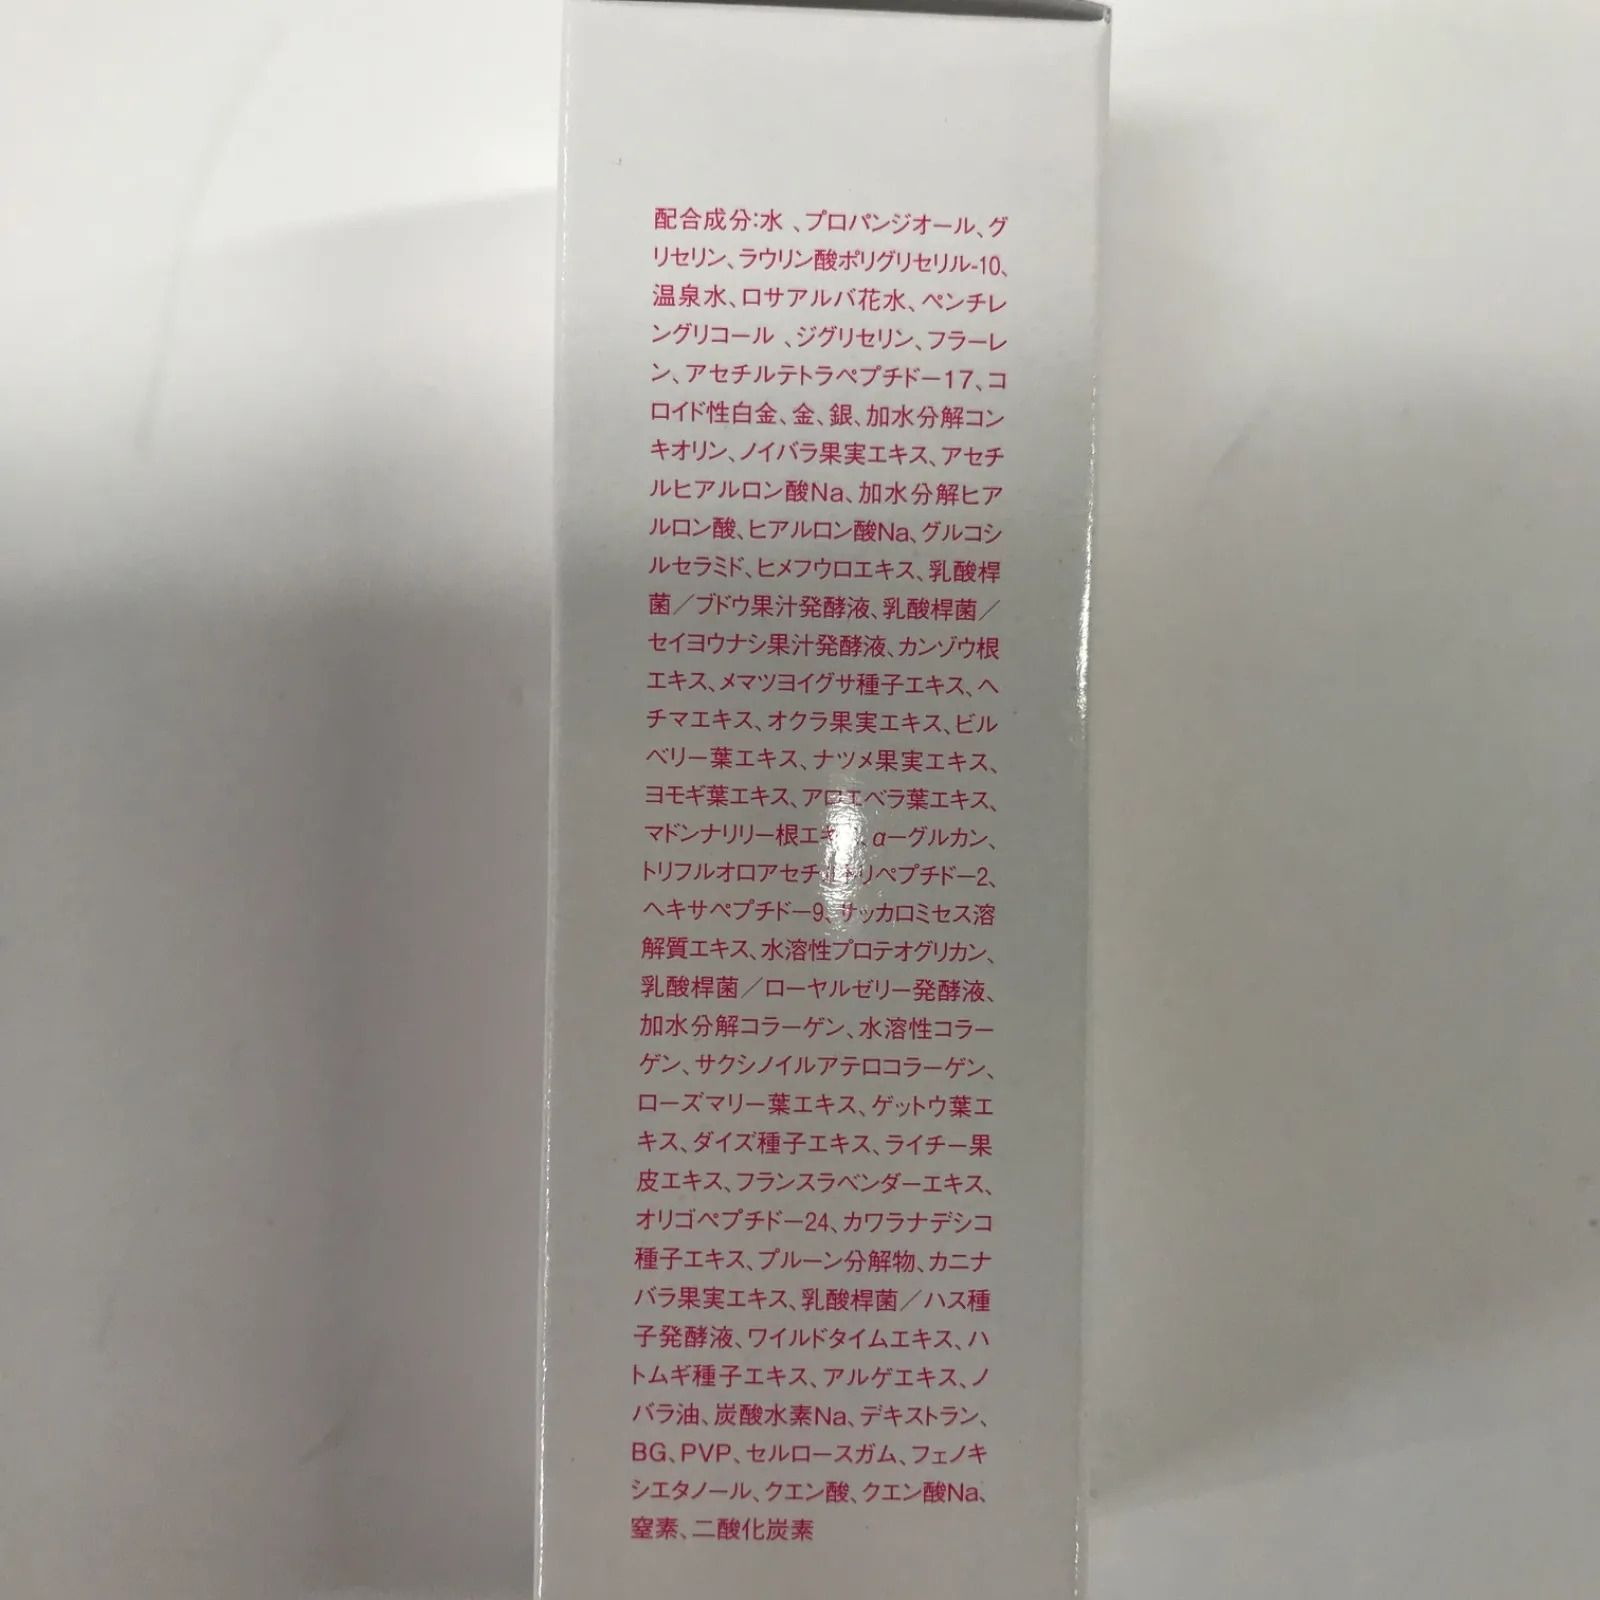 配合成分:水 、プロパンジオール、グ
リセリン、ラウリン酸ポリグリセリル-10、
温泉水、ロサアルバ花水、ペンチレ
ングリコール 、ジグリセリン、フラーレ
ン、アセチルテトラペプチドー17、コ
ロイド性白金、金、銀、加水分解コン
キオリン、ノイバラ果実エキス、アセチ
ルヒアルロン酸Na、加水分解ヒア
ルロン酸、ヒアルロン酸Na、グルコシ
ルセラミド、ヒメフウロエキス、乳酸桿
菌／ブドウ果汁発酵液、乳酸桿菌／
セイヨウナシ果汁発酵液、カンゾウ根
エキス、メマツヨイグサ種子エキス、ヘ
チマエキス、オクラ果実エキス、ビル
ベリー葉エキス、ナツメ果実エキス、
ヨモギ葉エキス、アロエベラ葉エキス、
マドンナリリー根エキス、αーグルカン、
トリフルオロアセチルトリペプチドー2、
ヘキサペプチドー9、サッカロミセス溶
解質エキス、水溶性プロテオグリカン、
乳酸桿菌／ローヤルゼリー発酵液、
加水分解コラーゲン、水溶性コラー
ゲン、サクシノイルアテロコラーゲン、
ローズマリー葉エキス、ゲットウ葉エ
キス、ダイズ種子エキス、ライチー果
皮エキス、フランスラベンダーエキス、
オリゴペプチドー24、カワラナデシコ
種子エキス、プルーン分解物、カニナ
バラ果実エキス、乳酸桿菌／ハス種
子発酵液、ワイルドタイムエキス、ハ
トムギ種子エキス、アルゲエキス、ノ
バラ油、炭酸水素Na、デキストラン、
BG、PVP、セルロースガム、フェノキ
シエタノール、クエン酸、クエン酸Na、
窒素、二酸化炭素